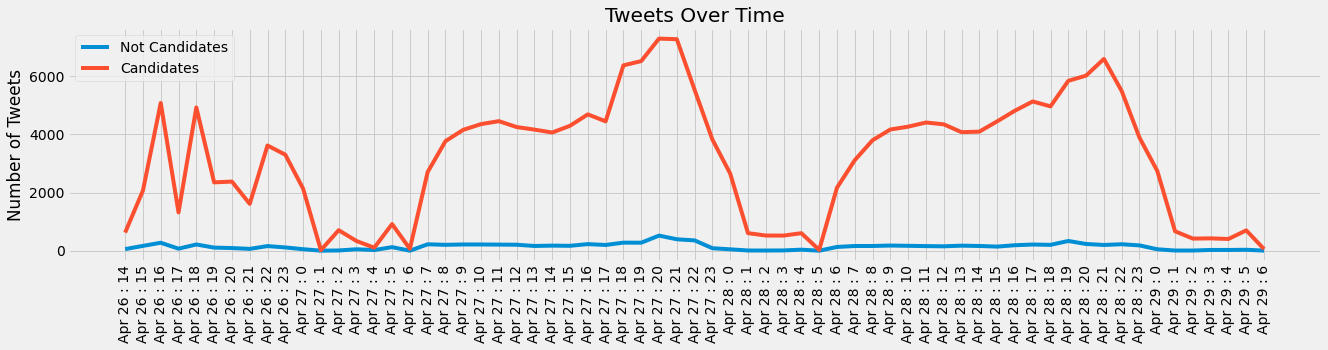 Tweets Over Time
Not Candidates
Candidates
Number of Tweets
6000
4000
2000
0
Apr 26 : 14
Apr 26 : 15
Apr 26 : 16
Apr 26 : 17
Apr 26 : 18
Apr 26 : 19
Apr 26 : 20
Apr 26 : 21
Apr 26 : 22
Apr 26 : 23
Apr 27 : 0
Apr 27 : 1
Apr 27 : 2
Apr 27 : 3
Apr 27 : 4
Apr 27 : 5
Apr 27 : 6
Apr 27 : 7
Apr 27 : 8
Apr 27 : 9
Apr 27 : 10
Apr 27 : 11
Apr 27 : 12
Apr 27 : 13
Apr 27 : 14
Apr 27 : 15
Apr 27 : 16
Apr 27 : 17
Apr 27 : 18
Apr 27 : 19
Apr 27 : 20
Apr 27 : 21
Apr 27 : 22
Apr 27 : 23
Apr 28 : 0
Apr 28 : 1
Apr 28 : 2
Apr 28 : 3
Apr 28 : 4
Apr 28 : 5
Apr 28 : 6
Apr 28 : 7
Apr 28 : 8
Apr 28 : 9
Apr 28 : 10
Apr 28 : 11
Apr 28 : 12
Apr 28 : 13
Apr 28 : 14
Apr 28 : 15
Apr 28 : 16
Apr 28 : 17
Apr 28 : 18
Apr 28 : 19
Apr 28 : 20
Apr 28 : 21
Apr 28 : 22
Apr 28 : 23
Apr 29 : 0
Apr 29 : 1
Apr 29 : 2
Apr 29 : 3
Apr 29 : 4
Apr 29 : 5
Apr 29 : 6